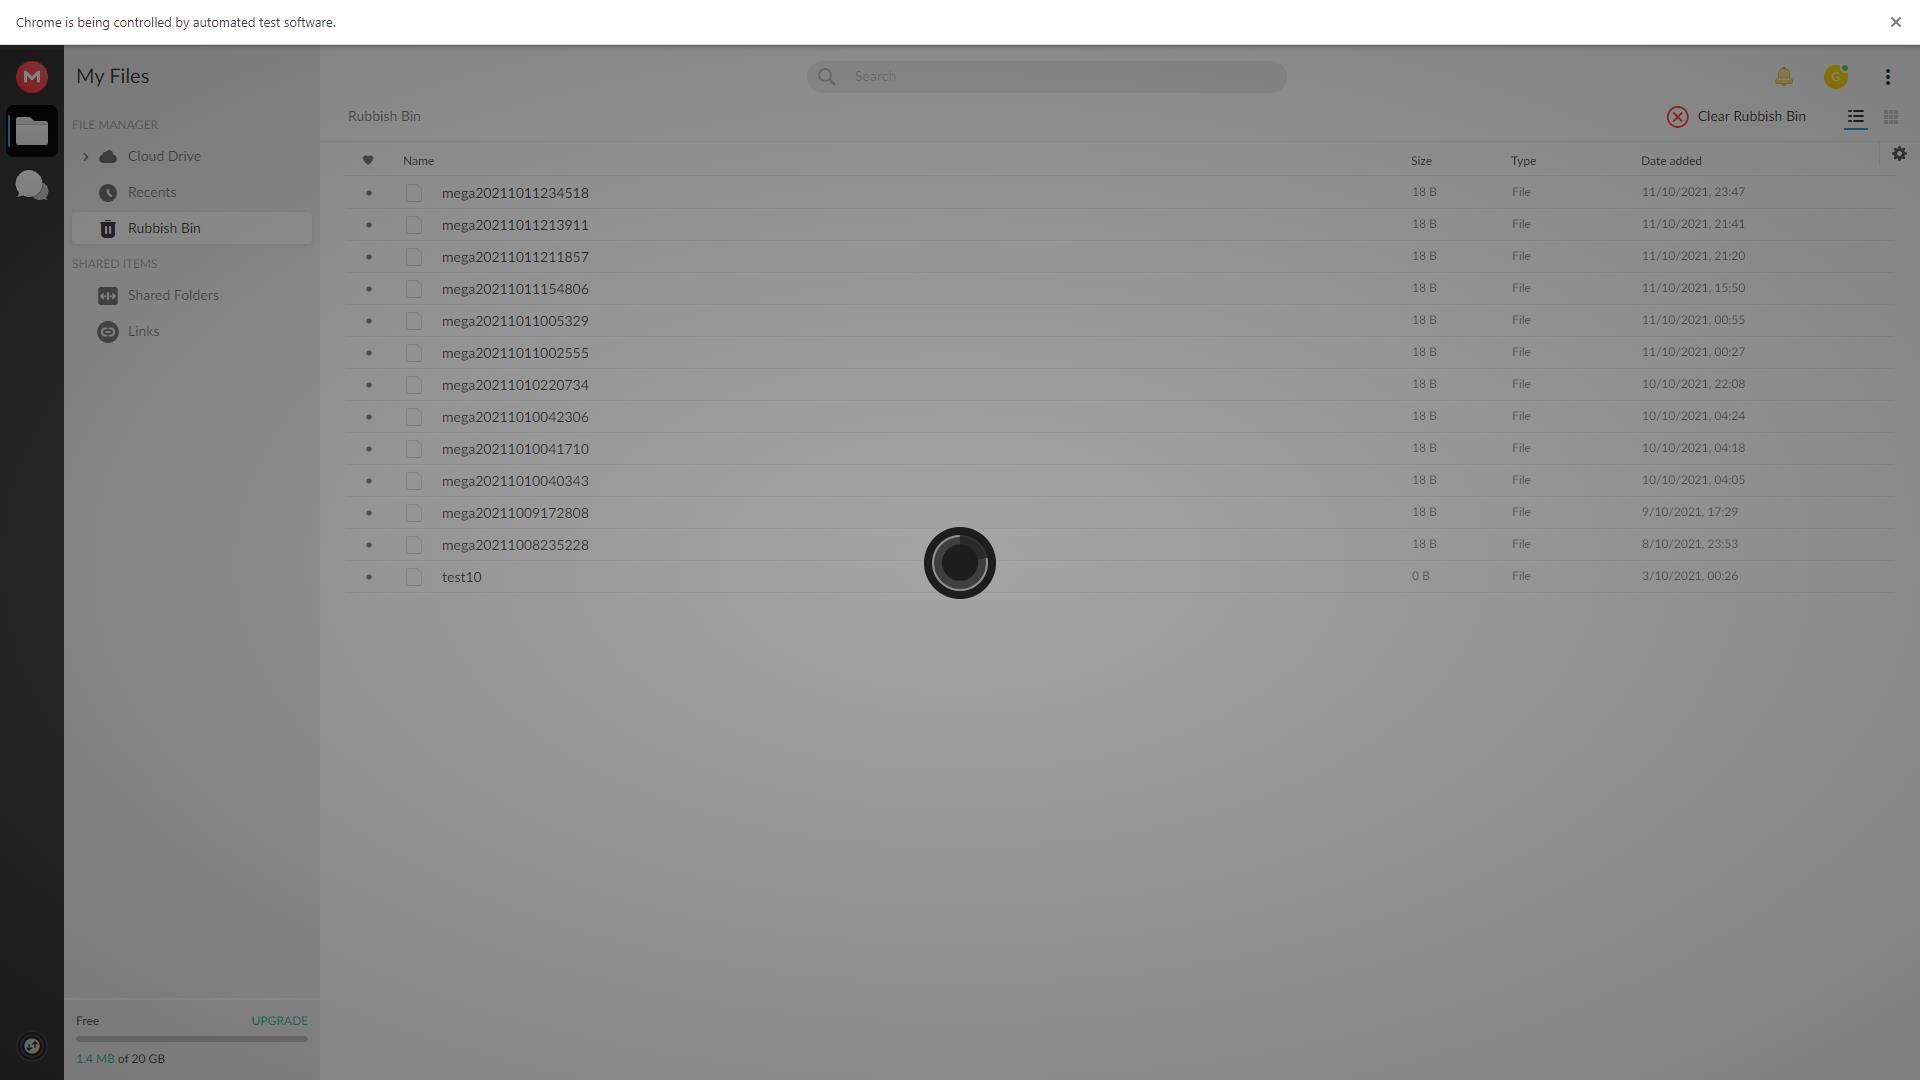 Chrome is being controlled by automated test software.
My Files
Search
G
FILE MANAGER
Cloud Drive
Recents
Rubbish Bin
SHARED ITEMS
Shared Folders
Links
Rubbish Bin
Clear Rubbish Bin
Name Size Type Date added
mega20211011234518 18 B File 11/10/2021, 23:47
mega20211011213911 18 B File 11/10/2021, 21:41
mega20211011211857 18 B File 11/10/2021, 21:20
mega20211011154806 18 B File 11/10/2021, 15:50
mega20211011005329 18 B File 11/10/2021, 00:55
mega20211011002555 18 B File 11/10/2021, 00:27
mega20211010220734 18 B File 10/10/2021, 22:08
mega20211010042306 18 B File 10/10/2021, 04:24
mega20211010041710 18 B File 10/10/2021, 04:18
mega20211010040343 18 B File 10/10/2021, 04:05
mega20211009172808 18 B File 9/10/2021, 17:29
mega20211008235228 18 B File 8/10/2021, 23:53
test10 0 B File 3/10/2021, 00:26
Free UPGRADE
1.4 MB of 20 GB